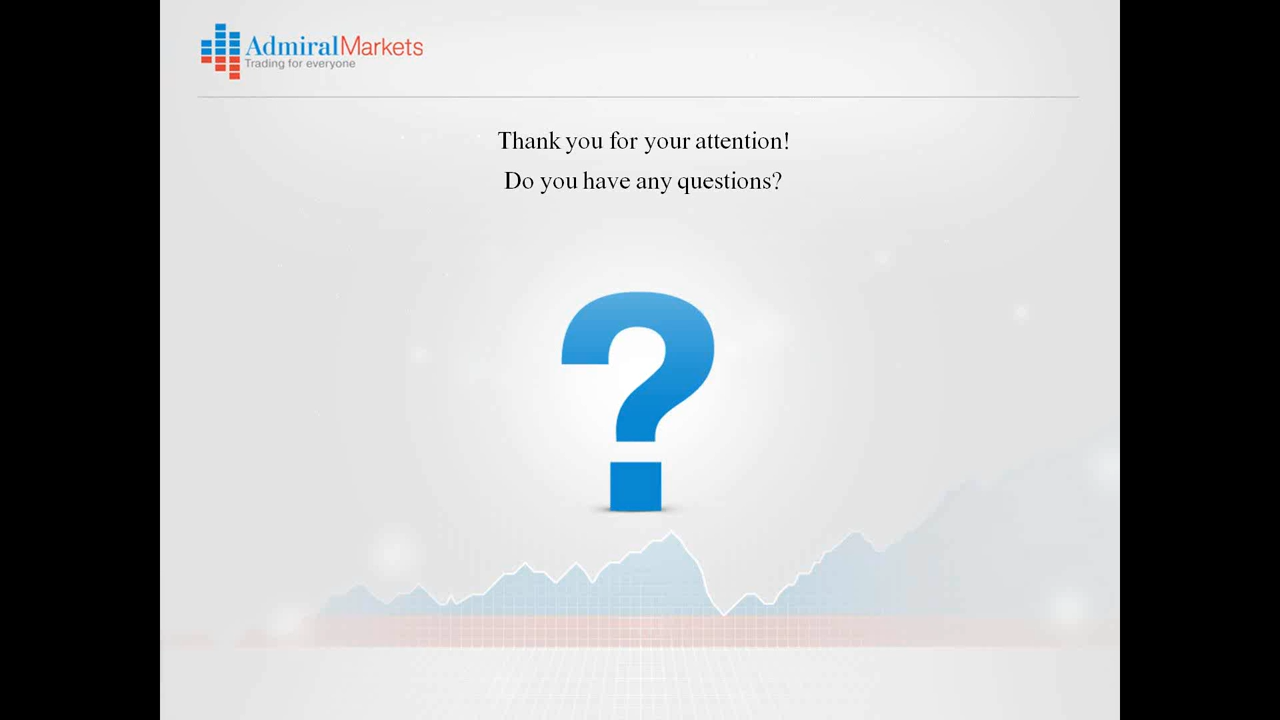 AdmiralMarkets
Trading for everyone
Thank you for your attention!
Do you have any questions?
?